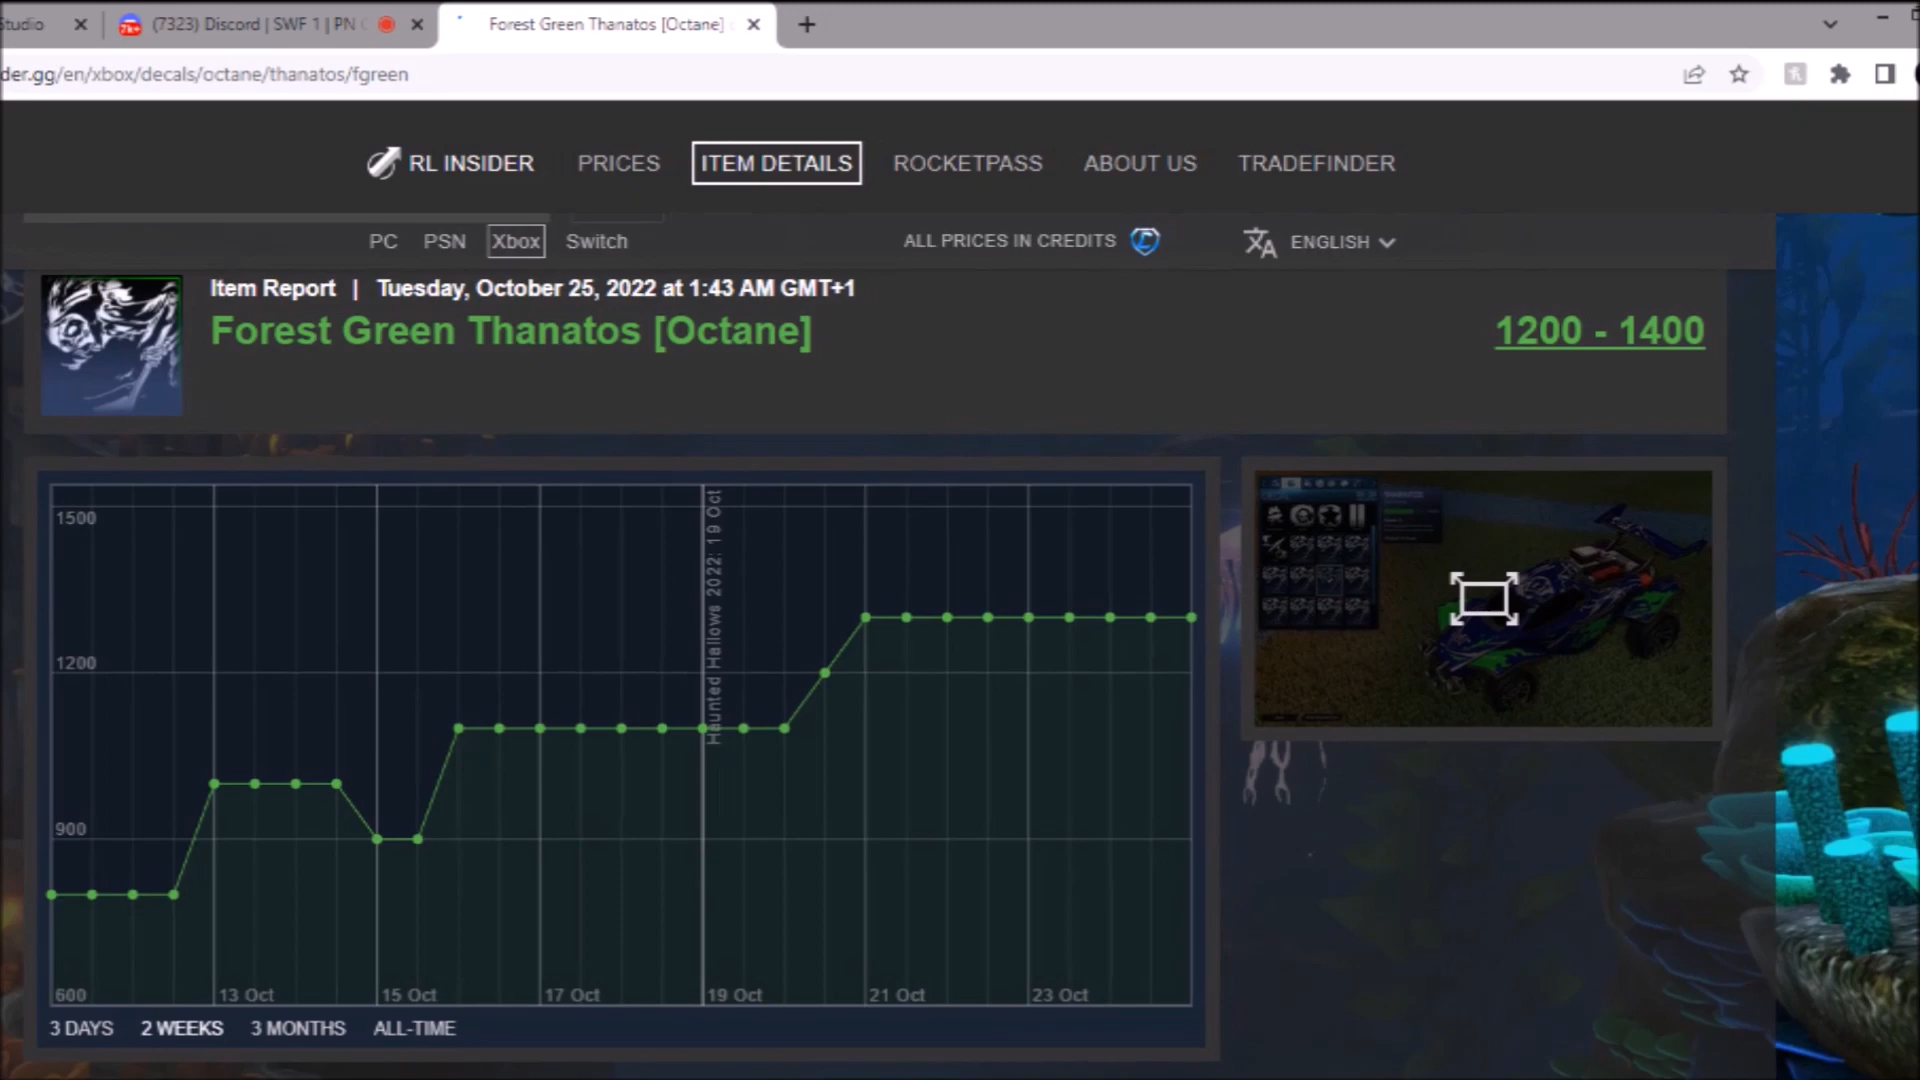 Studio
(7323) Discord | SWF 1 | PN
Forest Green Thanatos [Octane]
der.gg/en/xbox/decals/octane/thanatos/fgreen
RL INSIDER PRICES ITEM DETAILS ROCKETPASS ABOUT US TRADEFINDER
PC PSN Xbox Switch ALL PRICES IN CREDITS ENGLISH
Item Report | Tuesday, October 25, 2022 at 1:43 AM GMT+1
Forest Green Thanatos [Octane]
1200 - 1400
1500
1200
900
600
Haunted Hallows 2022: 19 Oct
13 Oct 15 Oct 17 Oct 19 Oct 21 Oct 23 Oct
3 DAYS 2 WEEKS 3 MONTHS ALL-TIME